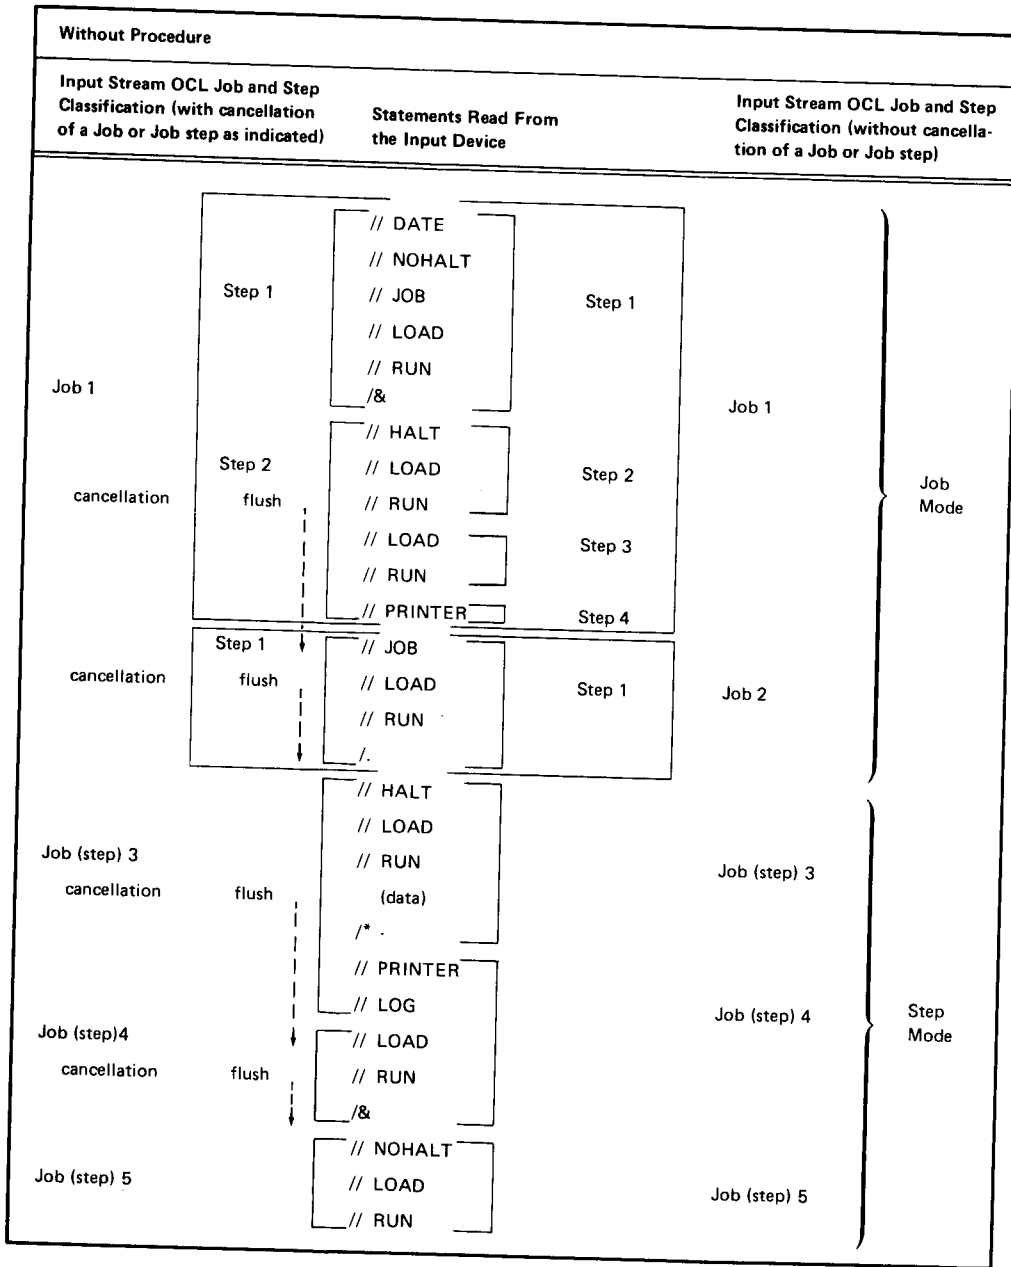 Without Procedure
Input Stream OCL Job and Step
Classification (with cancellation
of a Job or Job step as indicated)
Statements Read From
the Input Device
Input Stream OCL Job and Step
Classification (without cancella-
tion of a Job or Job step)
// DATE
// NOHALT
Step 1
// JOB
Step 1
// LOAD
// RUN
Job 1
/&
Job 1
// HALT
Step 2
// LOAD
Step 2
Job
Mode
cancellation
flush
// RUN
// LOAD
Step 3
// RUN
// PRINTER
Step 4
Step 1
// JOB
cancellation
flush
// LOAD
Step 1
Job 2
// RUN
/.
// HALT
// LOAD
Job (step) 3
// RUN
Job (step) 3
cancellation
flush
(data)
/*
// PRINTER
// LOG
Job (step) 4
Step
Mode
Job (step)4
// LOAD
cancellation
flush
// RUN
/&
// NOHALT
Job (step) 5
// LOAD
Job (step) 5
// RUN